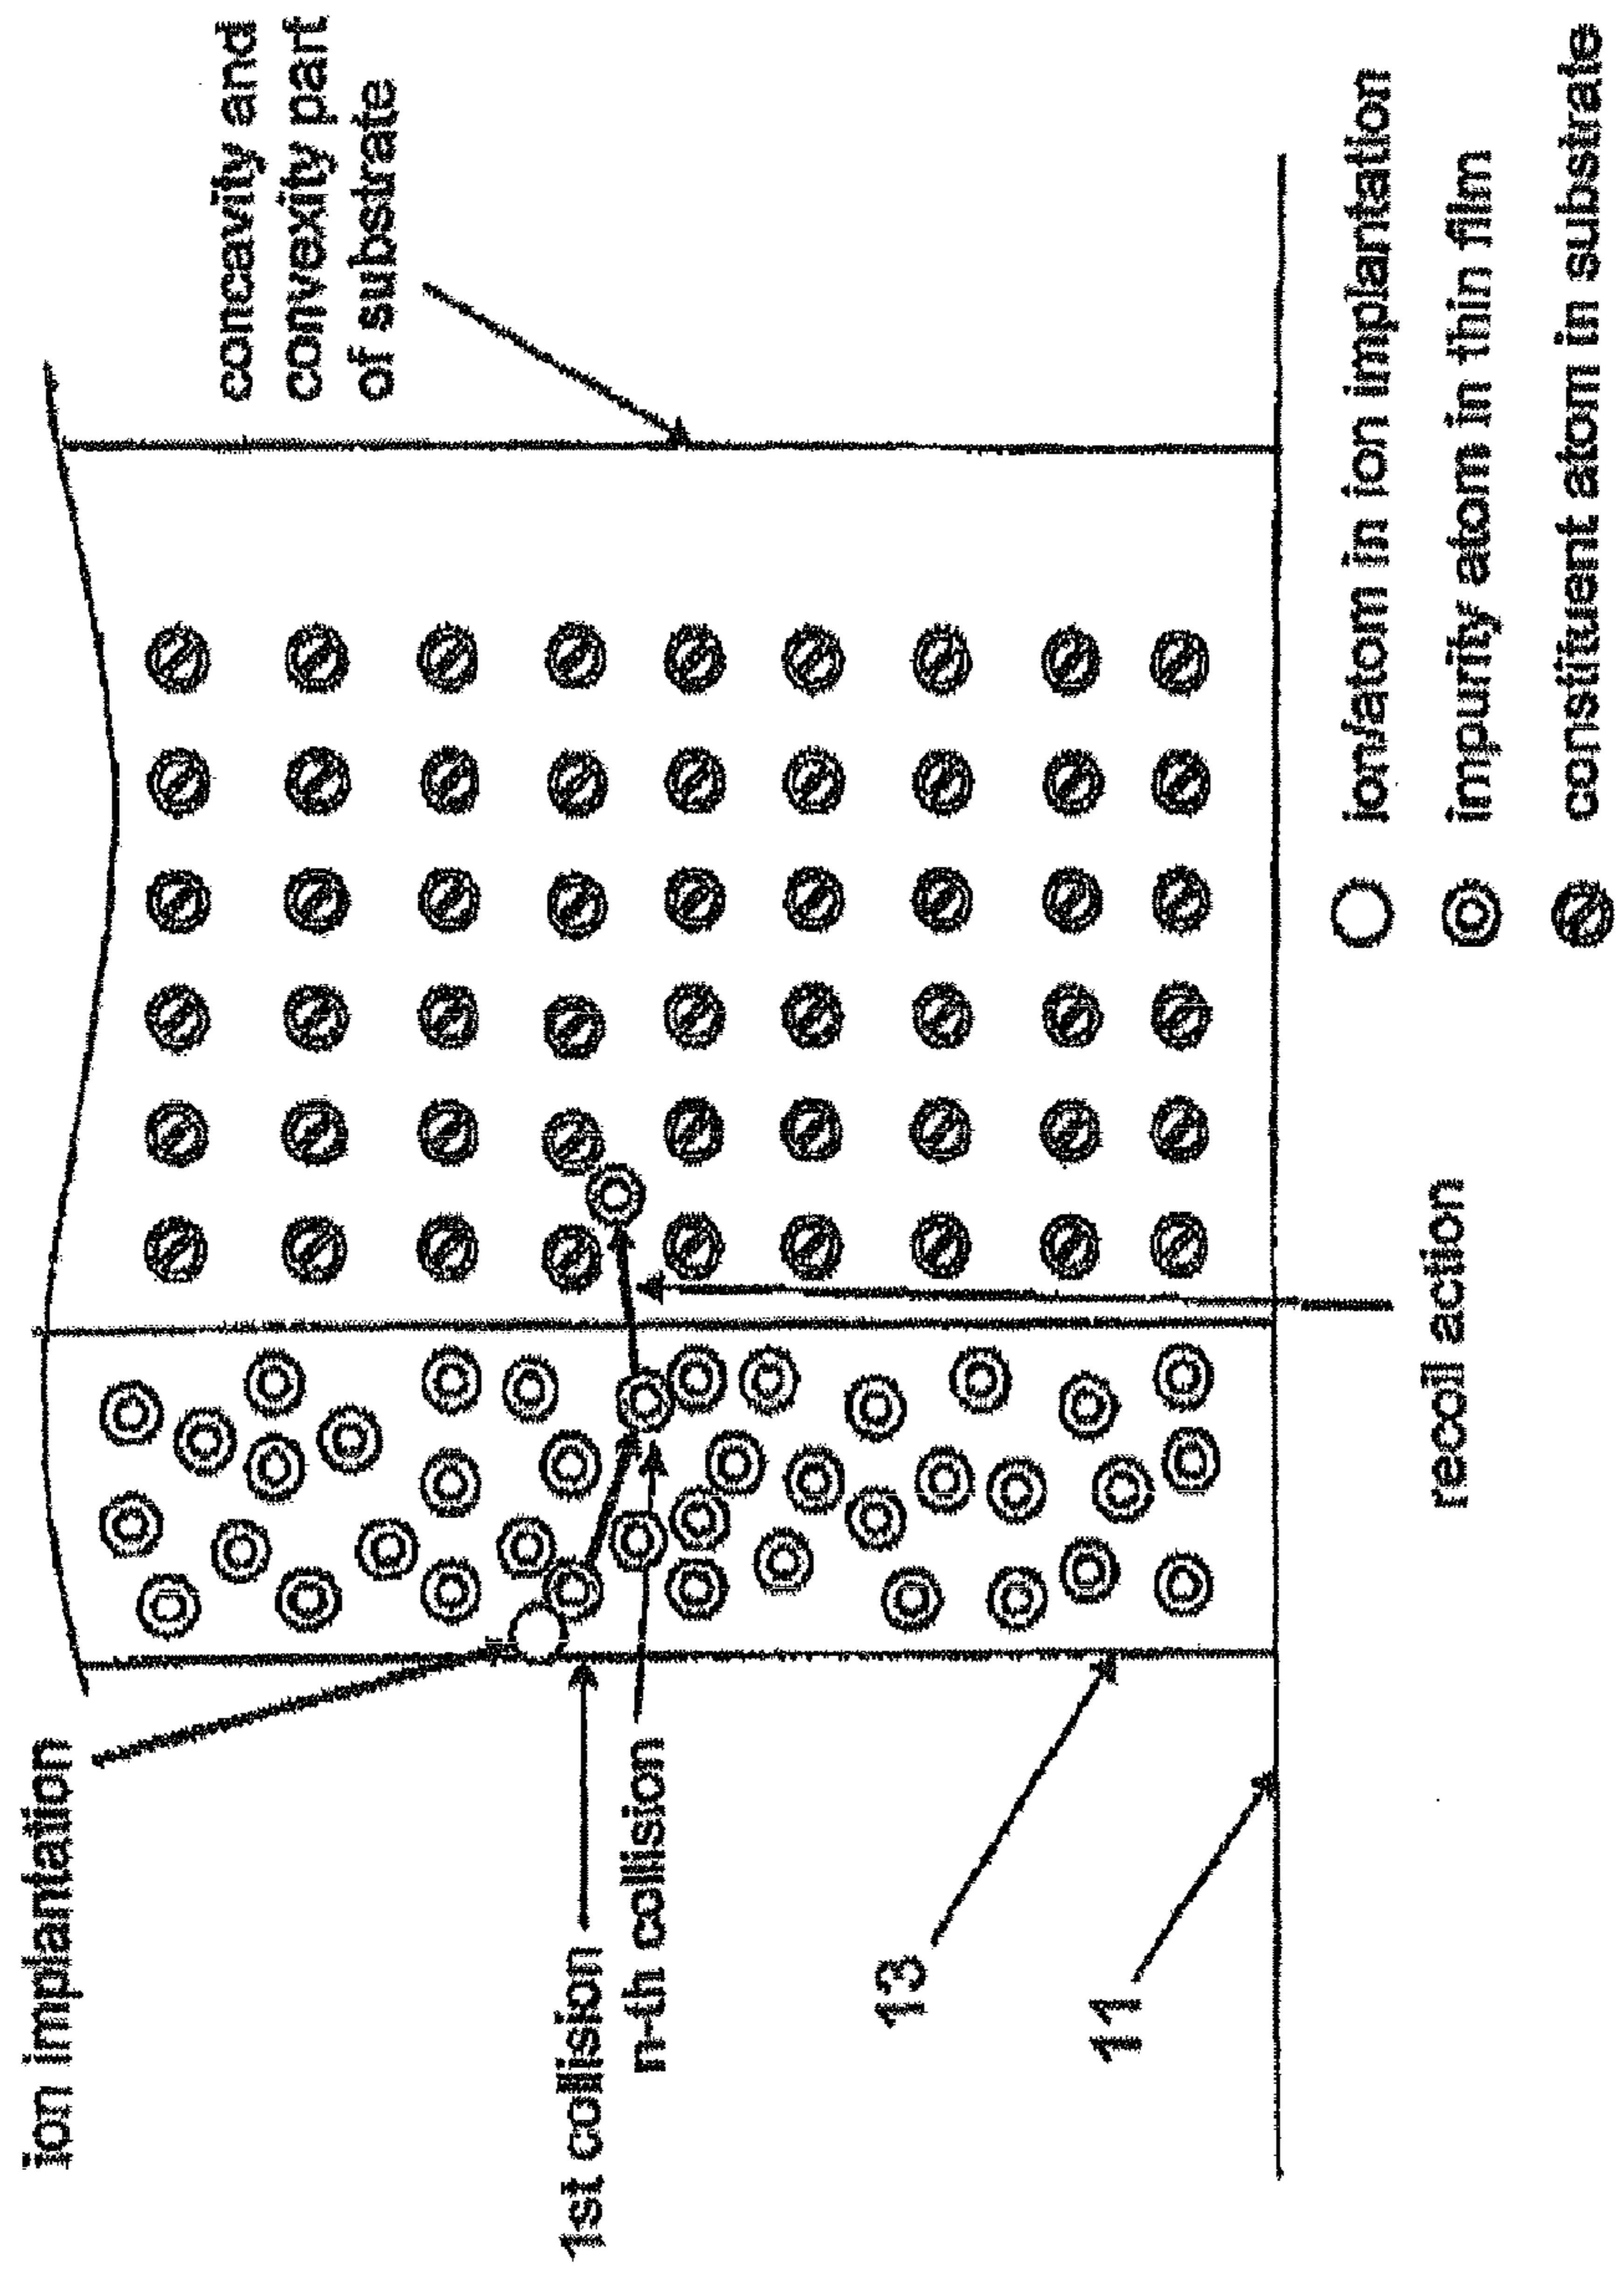 ion implantation
1st collision
n-th collision
13
11
concavity and
convexity part
of substrate
recoil action
ion/atom in ion implantation
impurity atom in thin film
constituent atom in substrate